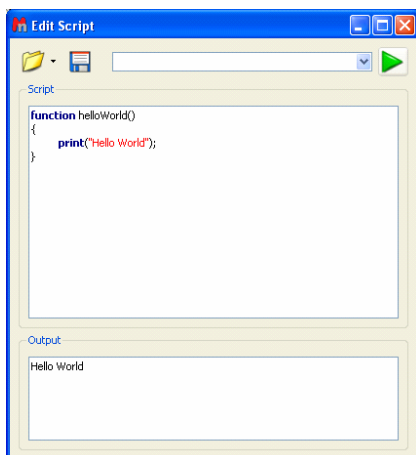 Edit Script
Script
function helloWorld()
{
print("Hello World");
}
Output
Hello World